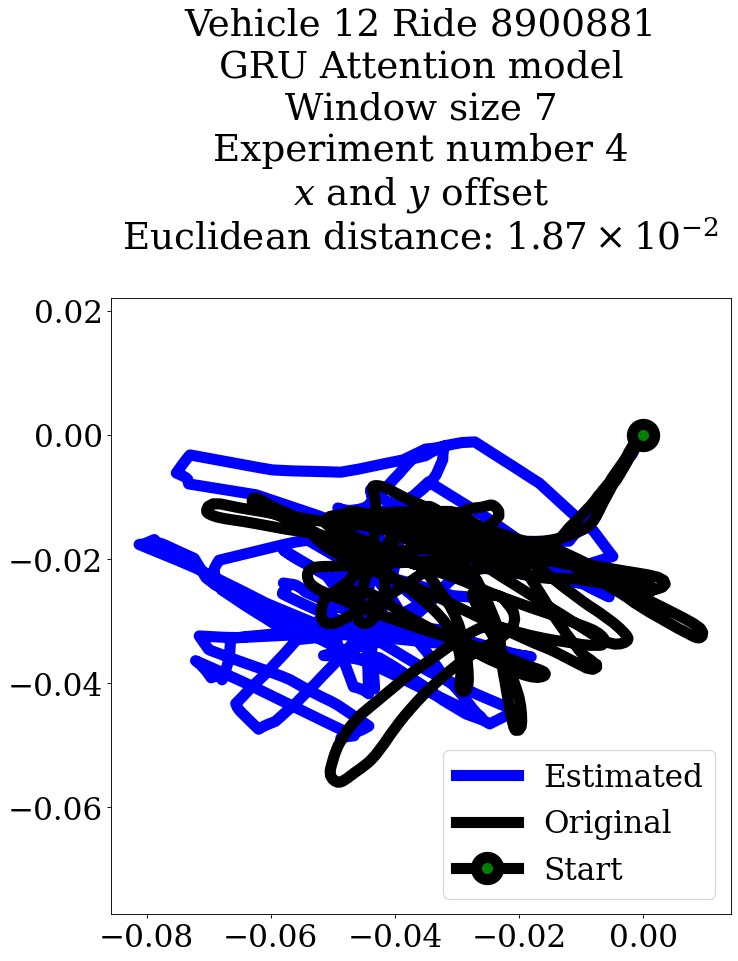 Vehicle 12 Ride 8900881
GRU Attention model
Window size 7
Experiment number 4
x and y offset
Euclidean distance: 1.87 × 10⁻²
0.02
0.00
−0.02
−0.04
−0.06
Estimated
Original
Start
−0.08 −0.06 −0.04 −0.02 0.00